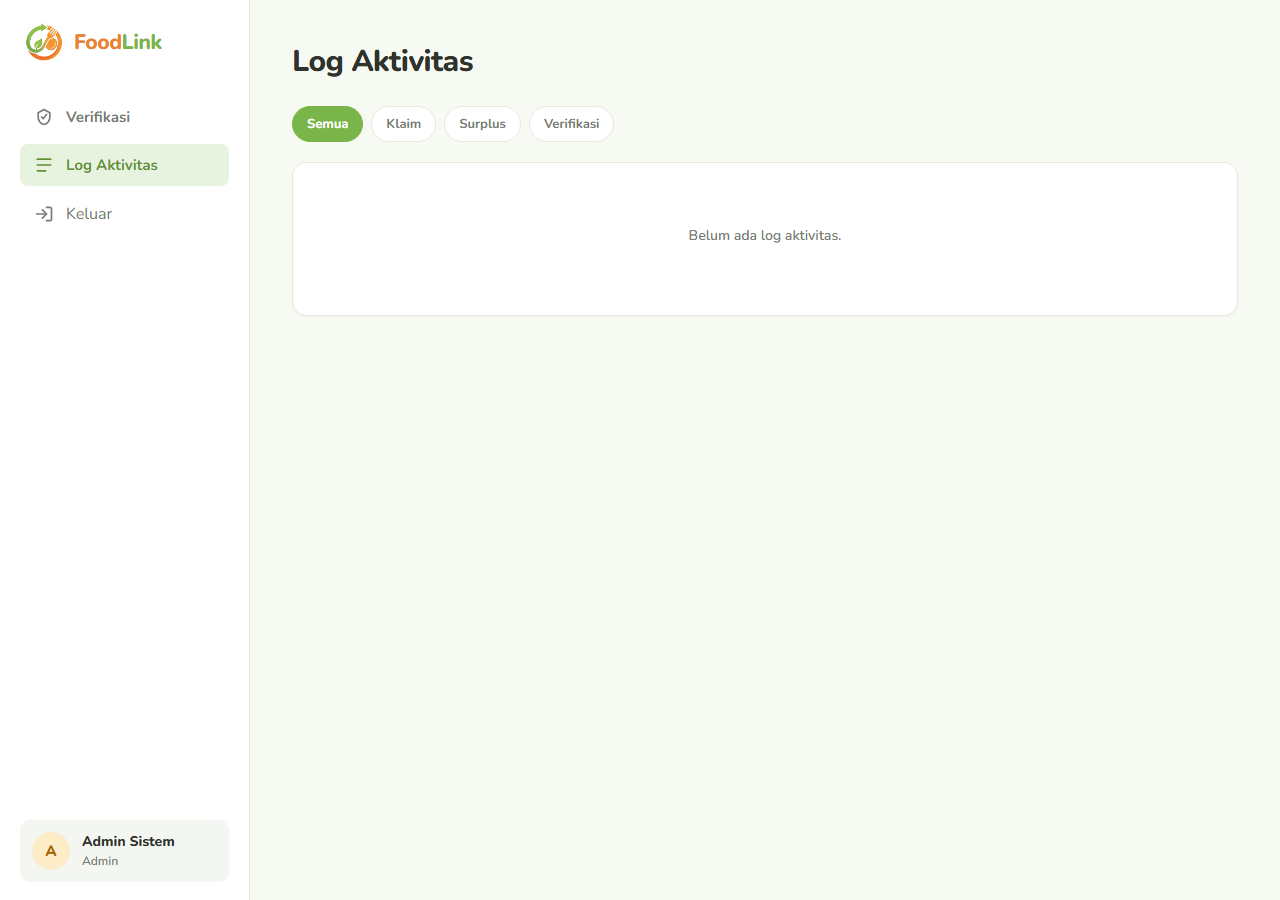 FoodLink
Verifikasi
Log Aktivitas
Keluar
A
Admin Sistem
Admin
Log Aktivitas
Semua
Klaim
Surplus
Verifikasi
Belum ada log aktivitas.